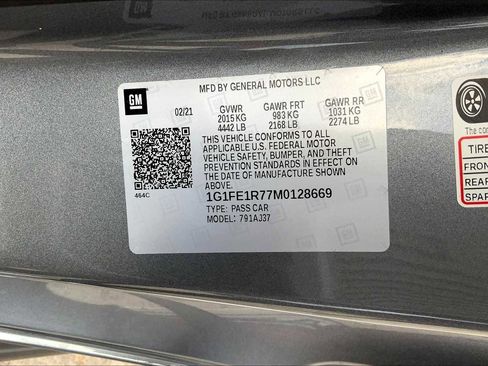 MFD BY GENERAL MOTORS LLC
GM
02/21
GVWR GAWR FRT GAWR RR
2015 KG 983 KG 1031 KG
4442 LB 2168 LB 2274 LB
THIS VEHICLE CONFORMS TO ALL
APPLICABLE U.S. FEDERAL MOTOR
VEHICLE SAFETY, BUMPER, AND THEFT
PREVENTION STANDARDS IN EFFECT ON
THE DATE OF MANUFACTURE SHOWN
ABOVE.
464C
1G1FE1R77M0128669
TYPE: PASS CAR
MODEL: 791AJ37
TIRE
FRON
REAR
SPAR